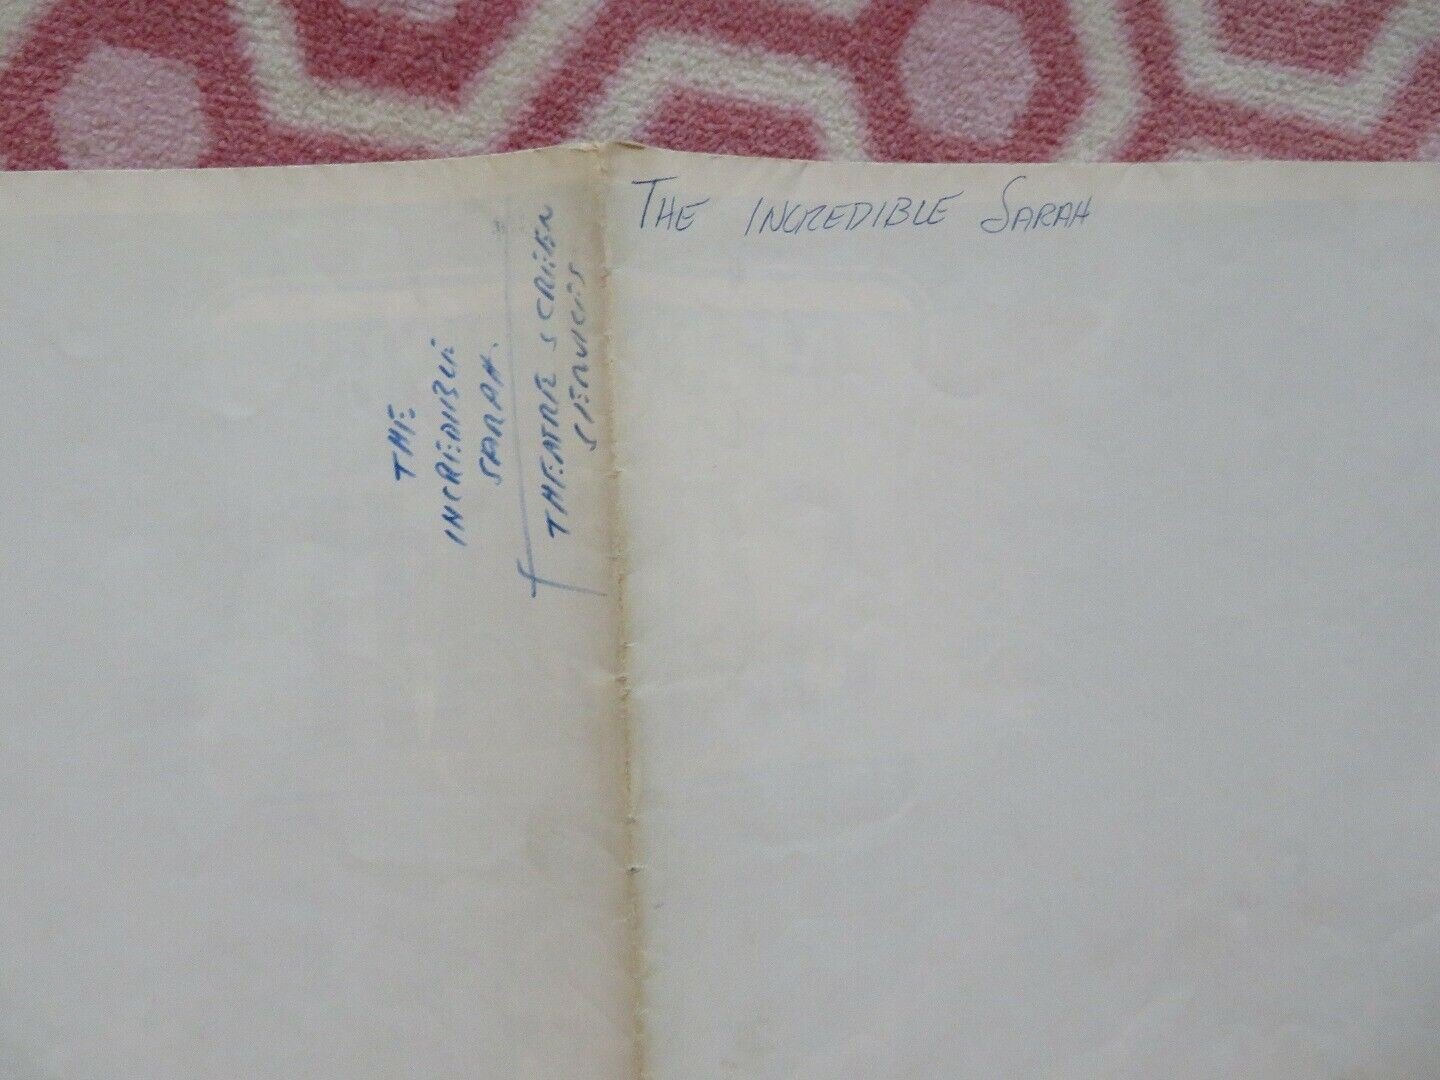 THE INCREDIBLE SARAH
THE
INCREDIBLE
SARAH.
THEATRE SCREEN
SERVICES